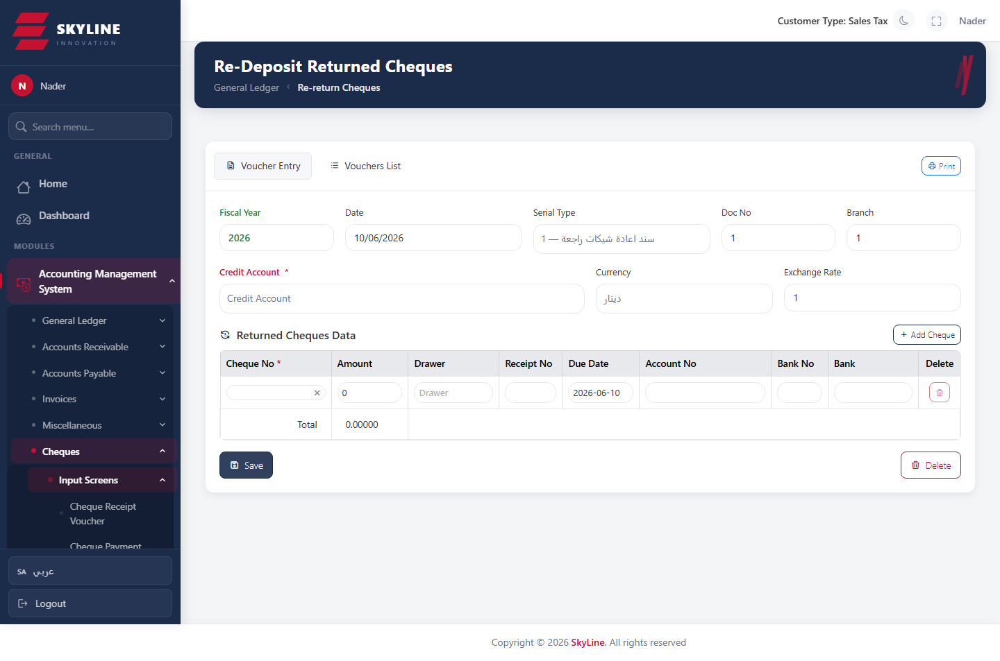 SKYLINE
INNOVATION
N Nader
Search menu...
GENERAL
Home
Dashboard
MODULES
Accounting Management
System
General Ledger
Accounts Receivable
Accounts Payable
Invoices
Miscellaneous
Cheques
Input Screens
Cheque Receipt
Voucher
Cheque Payment
SA عربي
Logout
Customer Type: Sales Tax
Nader
Re-Deposit Returned Cheques
General Ledger
Re-return Cheques
Voucher Entry
Vouchers List
Print
Fiscal Year Date Serial Type Doc No Branch
2026 10/06/2026 1 — سند اعادة شيكات راجعة 1 1
Credit Account * Currency Exchange Rate
Credit Account دينار 1
Returned Cheques Data
+ Add Cheque
Cheque No * Amount Drawer Receipt No Due Date Account No Bank No Bank Delete
× 0 Drawer 2026-06-10
Total 0.00000
Save
Delete
Copyright © 2026 SkyLine. All rights reserved